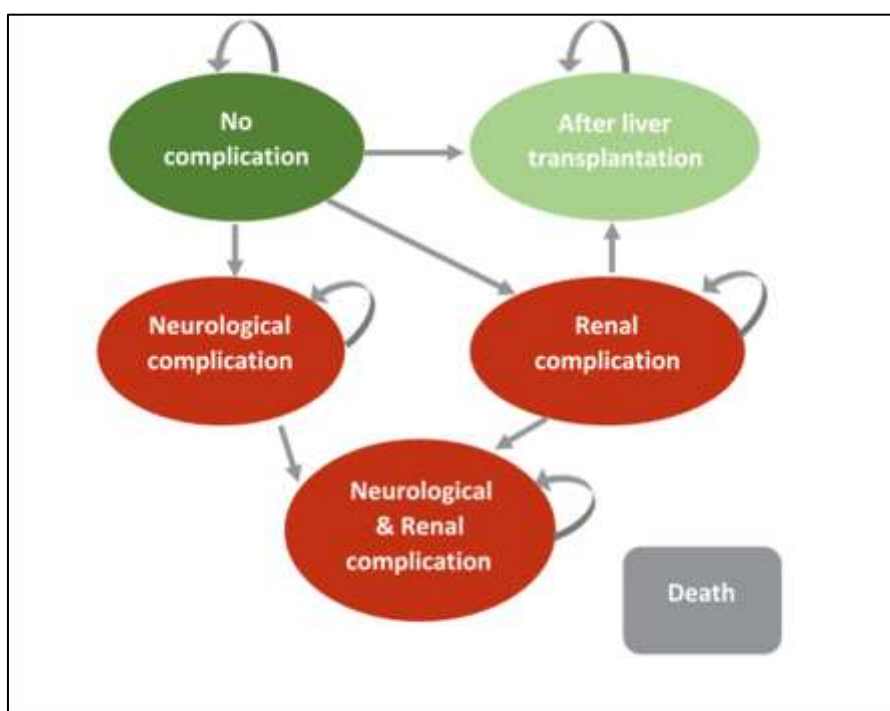 No
complication
After liver
transplantation
Neurological
complication
Renal
complication
Neurological
& Renal
complication
Death